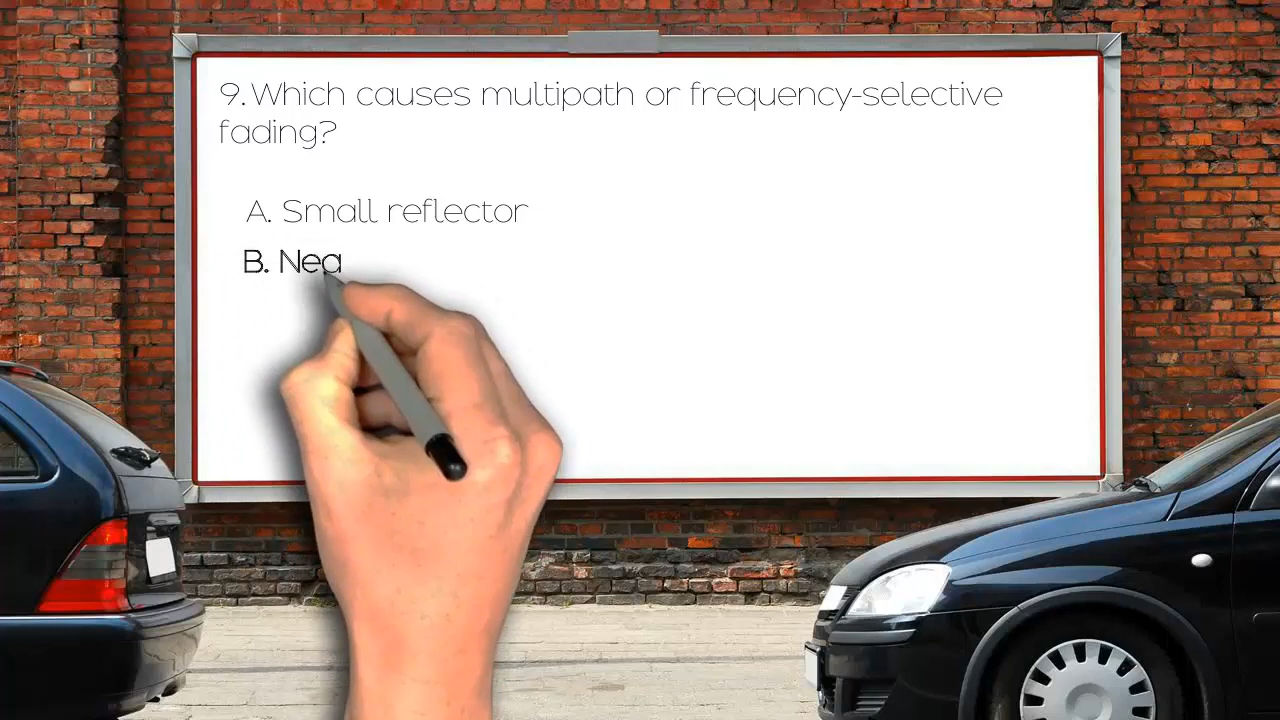 9. Which causes multipath or frequency-selective
fading?
A. Small reflector
B. Nea